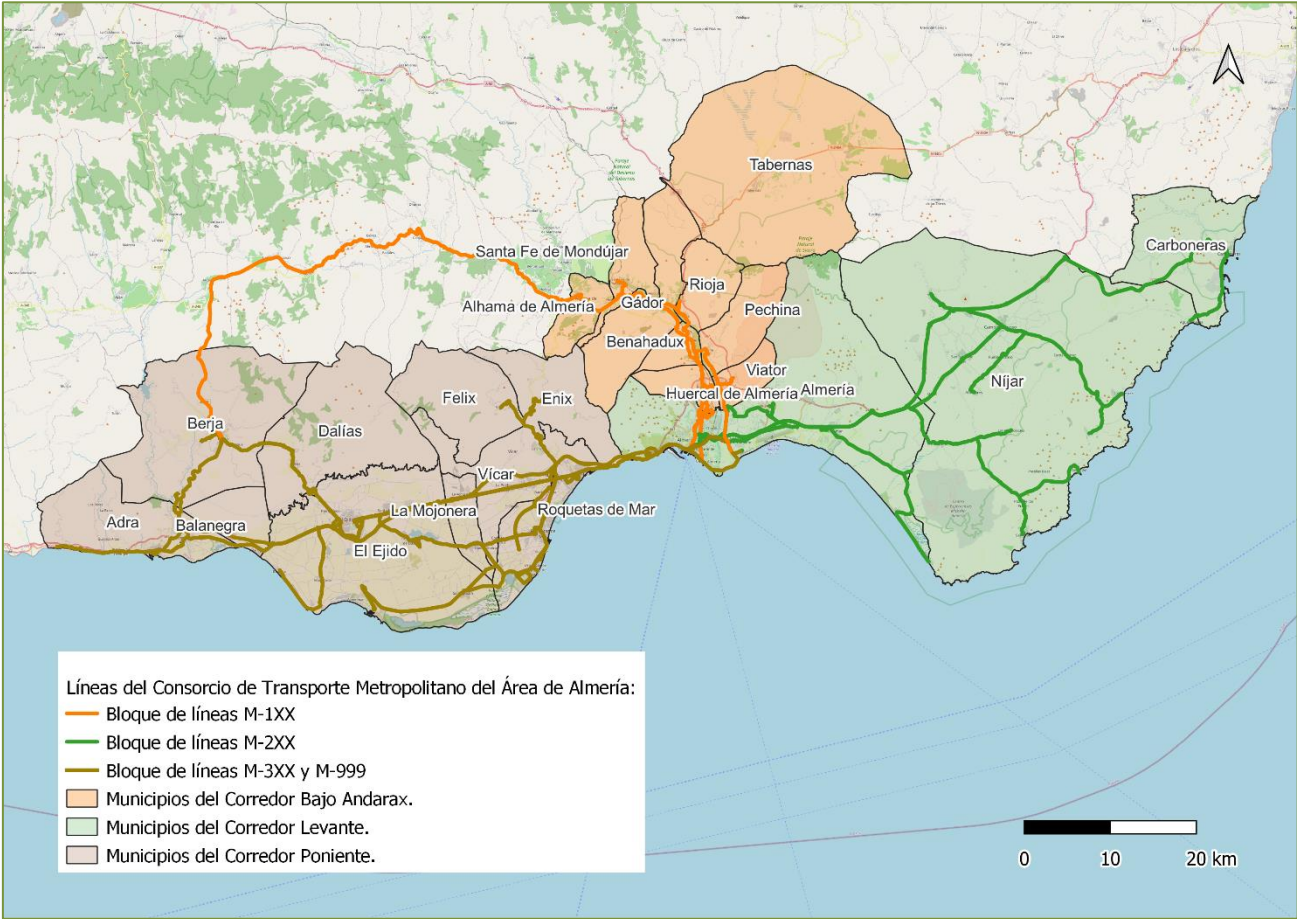 Tabernas
Carboneras
Santa Fe de Mondújar
Rioja
Alhama de Almería
Gádor
Pechina
Benahadux
Viator
Níjar
Huercal de Almería
Almería
Felix
Enix
Berja
Dalías
Vícar
La Mojonera
Roquetas de Mar
Adra
Balanegra
El Ejido
Líneas del Consorcio de Transporte Metropolitano del Área de Almería:
Bloque de líneas M-1XX
Bloque de líneas M-2XX
Bloque de líneas M-3XX y M-999
Municipios del Corredor Bajo Andarax.
Municipios del Corredor Levante.
Municipios del Corredor Poniente.
0 10 20 km